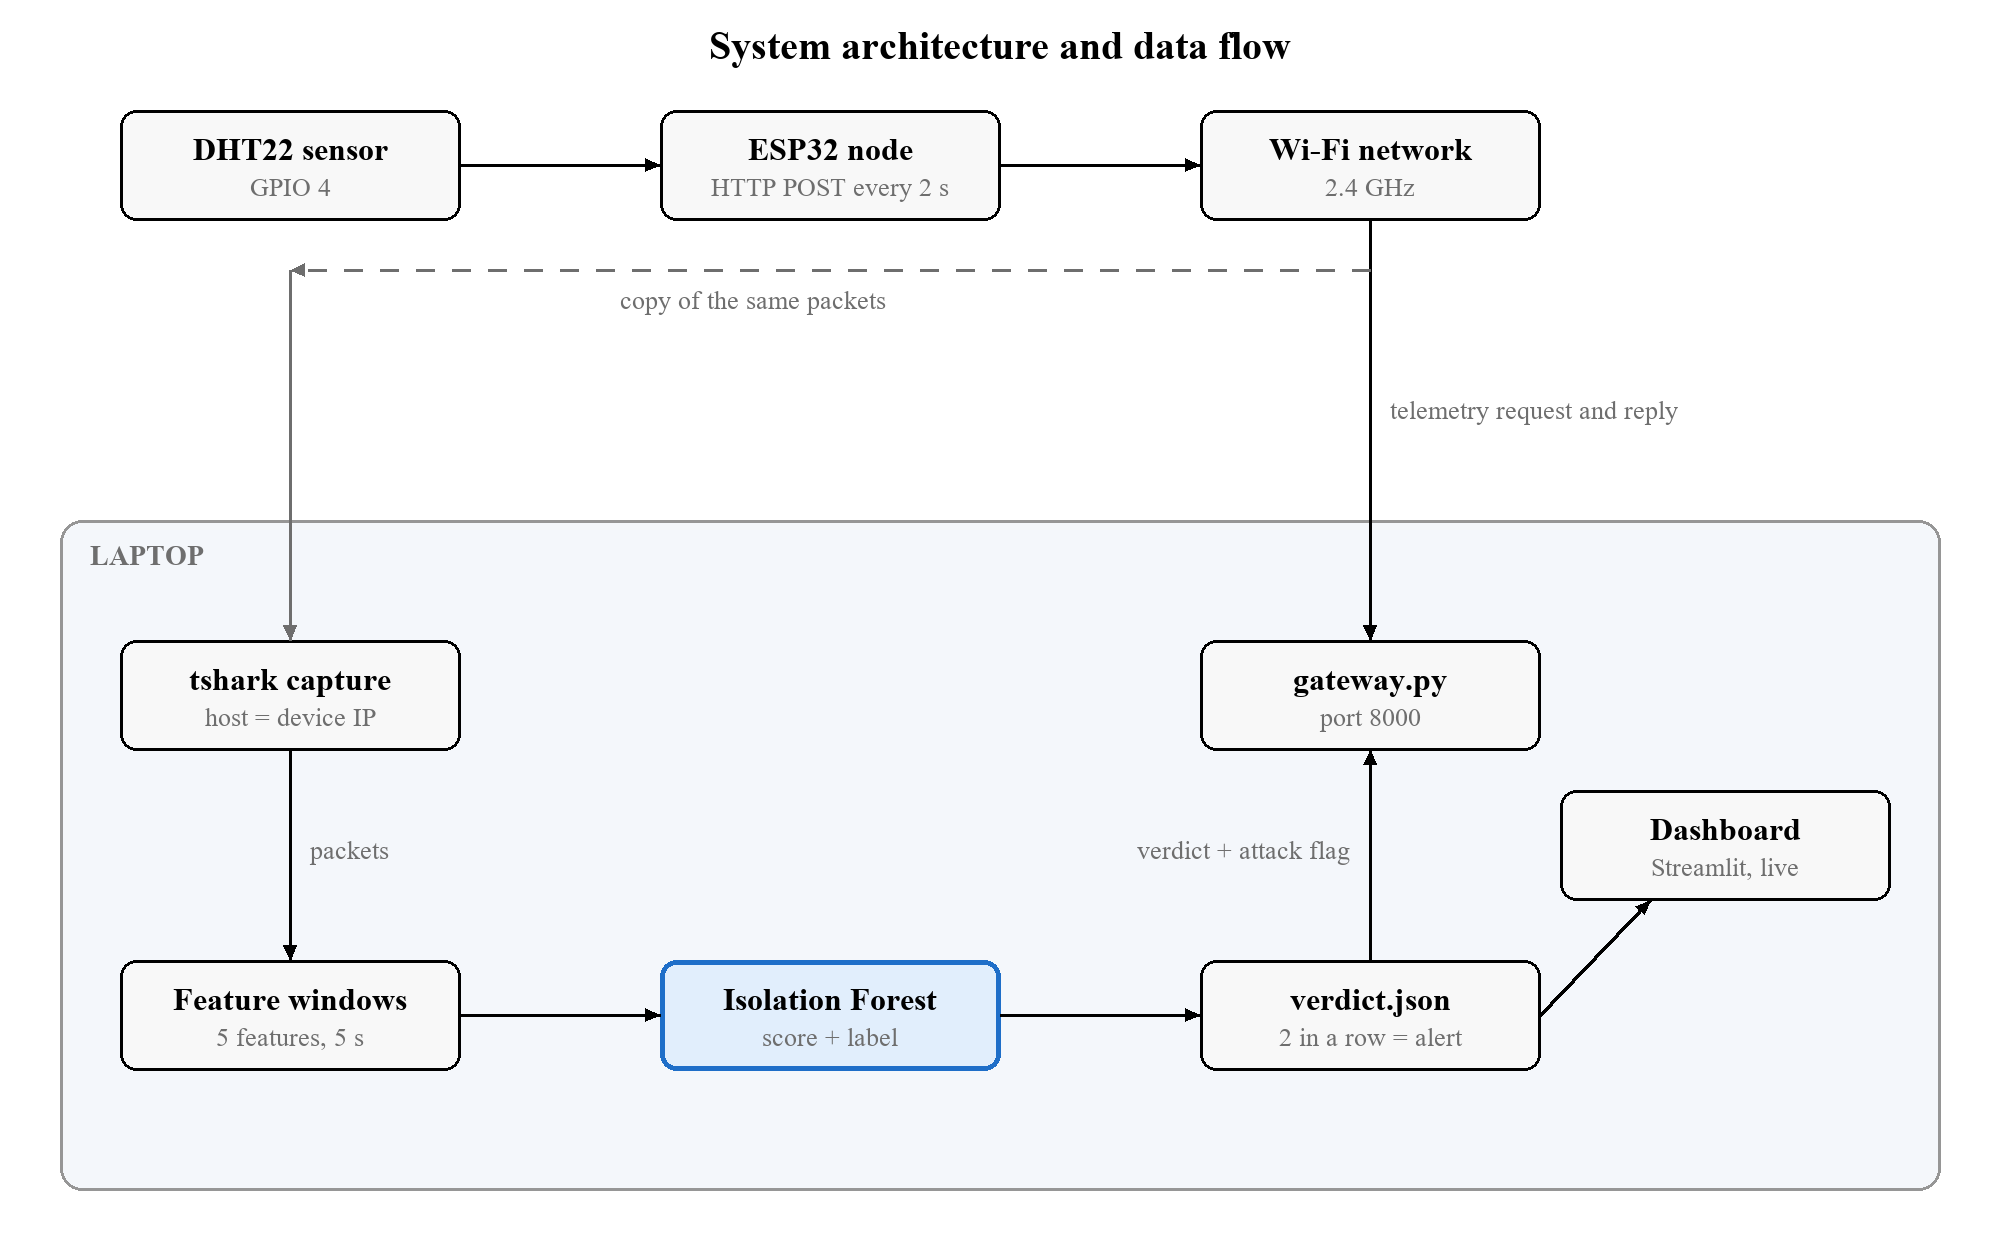 System architecture and data flow
DHT22 sensor
GPIO 4
ESP32 node
HTTP POST every 2 s
Wi-Fi network
2.4 GHz
copy of the same packets
telemetry request and reply
LAPTOP
tshark capture
host = device IP
gateway.py
port 8000
packets
verdict + attack flag
Dashboard
Streamlit, live
Feature windows
5 features, 5 s
Isolation Forest
score + label
verdict.json
2 in a row = alert